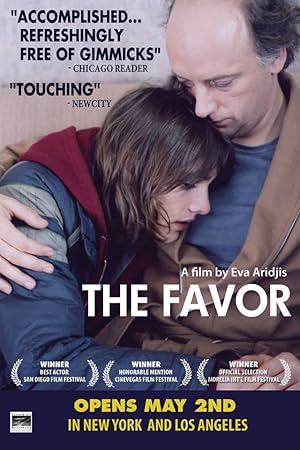 "ACCOMPLISHED...
REFRESHINGLY
FREE OF GIMMICKS"
- CHICAGO READER
"TOUCHING"
- NEWCITY
A film by Eva Aridjis
THE FAVOR
WINNER
BEST ACTOR
SAN DIEGO FILM FESTIVAL
WINNER
HONORABLE MENTION
CINEVEGAS FILM FESTIVAL
WINNER
OFFICIAL SELECTION
MORELIA INT'L FILM FESTIVAL
OPENS MAY 2ND
IN NEW YORK AND LOS ANGELES